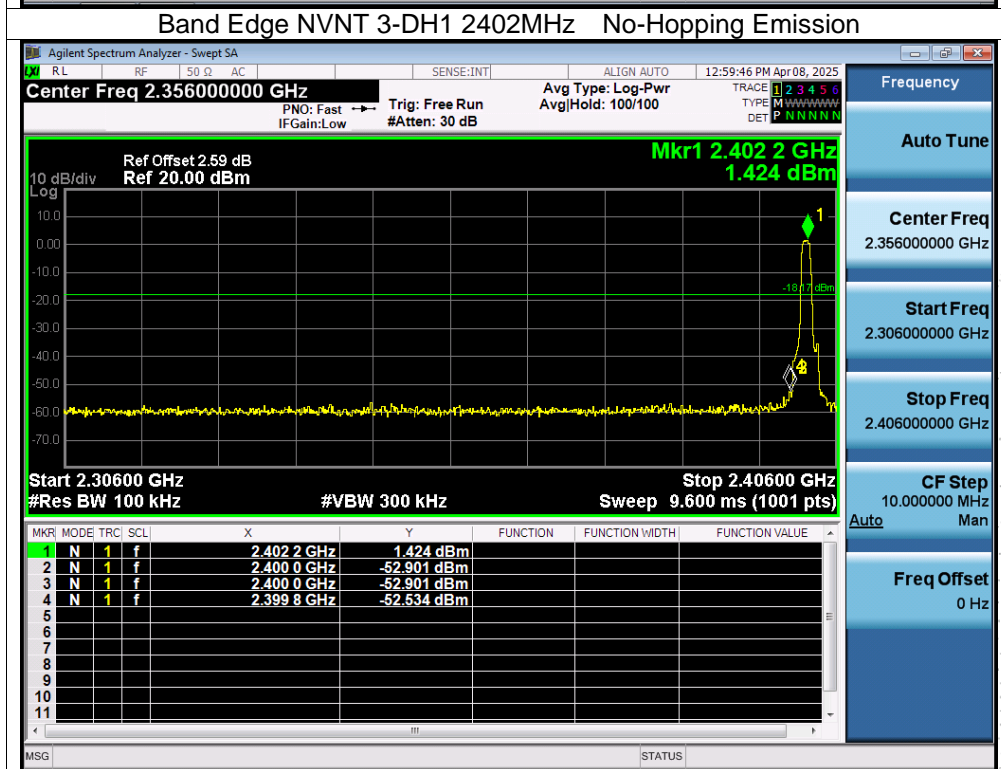 Band Edge NVNT 3-DH1 2402MHz No-Hopping Emission
Agilent Spectrum Analyzer - Swept SA
LXI RL RF 50 Ω AC SENSE:INT ALIGN AUTO 12:59:46 PM Apr 08, 2025
Center Freq 2.356000000 GHz
PNO: Fast
IFGain:Low
Trig: Free Run
#Atten: 30 dB
Avg Type: Log-Pwr
Avg|Hold: 100/100
TRACE 1 2 3 4 5 6
TYPE M WWWWW
DET P N N N N N
Frequency
Ref Offset 2.59 dB
10 dB/div Ref 20.00 dBm
Log
Mkr1 2.402 2 GHz
1.424 dBm
10.0
0.00
-10.0
-20.0
-30.0
-40.0
-50.0
-60.0
-70.0
1
-18.17 dBm
Start 2.30600 GHz Stop 2.40600 GHz
#Res BW 100 kHz #VBW 300 kHz Sweep 9.600 ms (1001 pts)
MKR MODE TRC SCL X Y FUNCTION FUNCTION WIDTH FUNCTION VALUE
1 N 1 f 2.402 2 GHz 1.424 dBm
2 N 1 f 2.400 0 GHz -52.901 dBm
3 N 1 f 2.400 0 GHz -52.901 dBm
4 N 1 f 2.399 8 GHz -52.534 dBm
5
6
7
8
9
10
11
MSG STATUS
Auto Tune
Center Freq
2.356000000 GHz
Start Freq
2.306000000 GHz
Stop Freq
2.406000000 GHz
CF Step
10.000000 MHz
Auto Man
Freq Offset
0 Hz